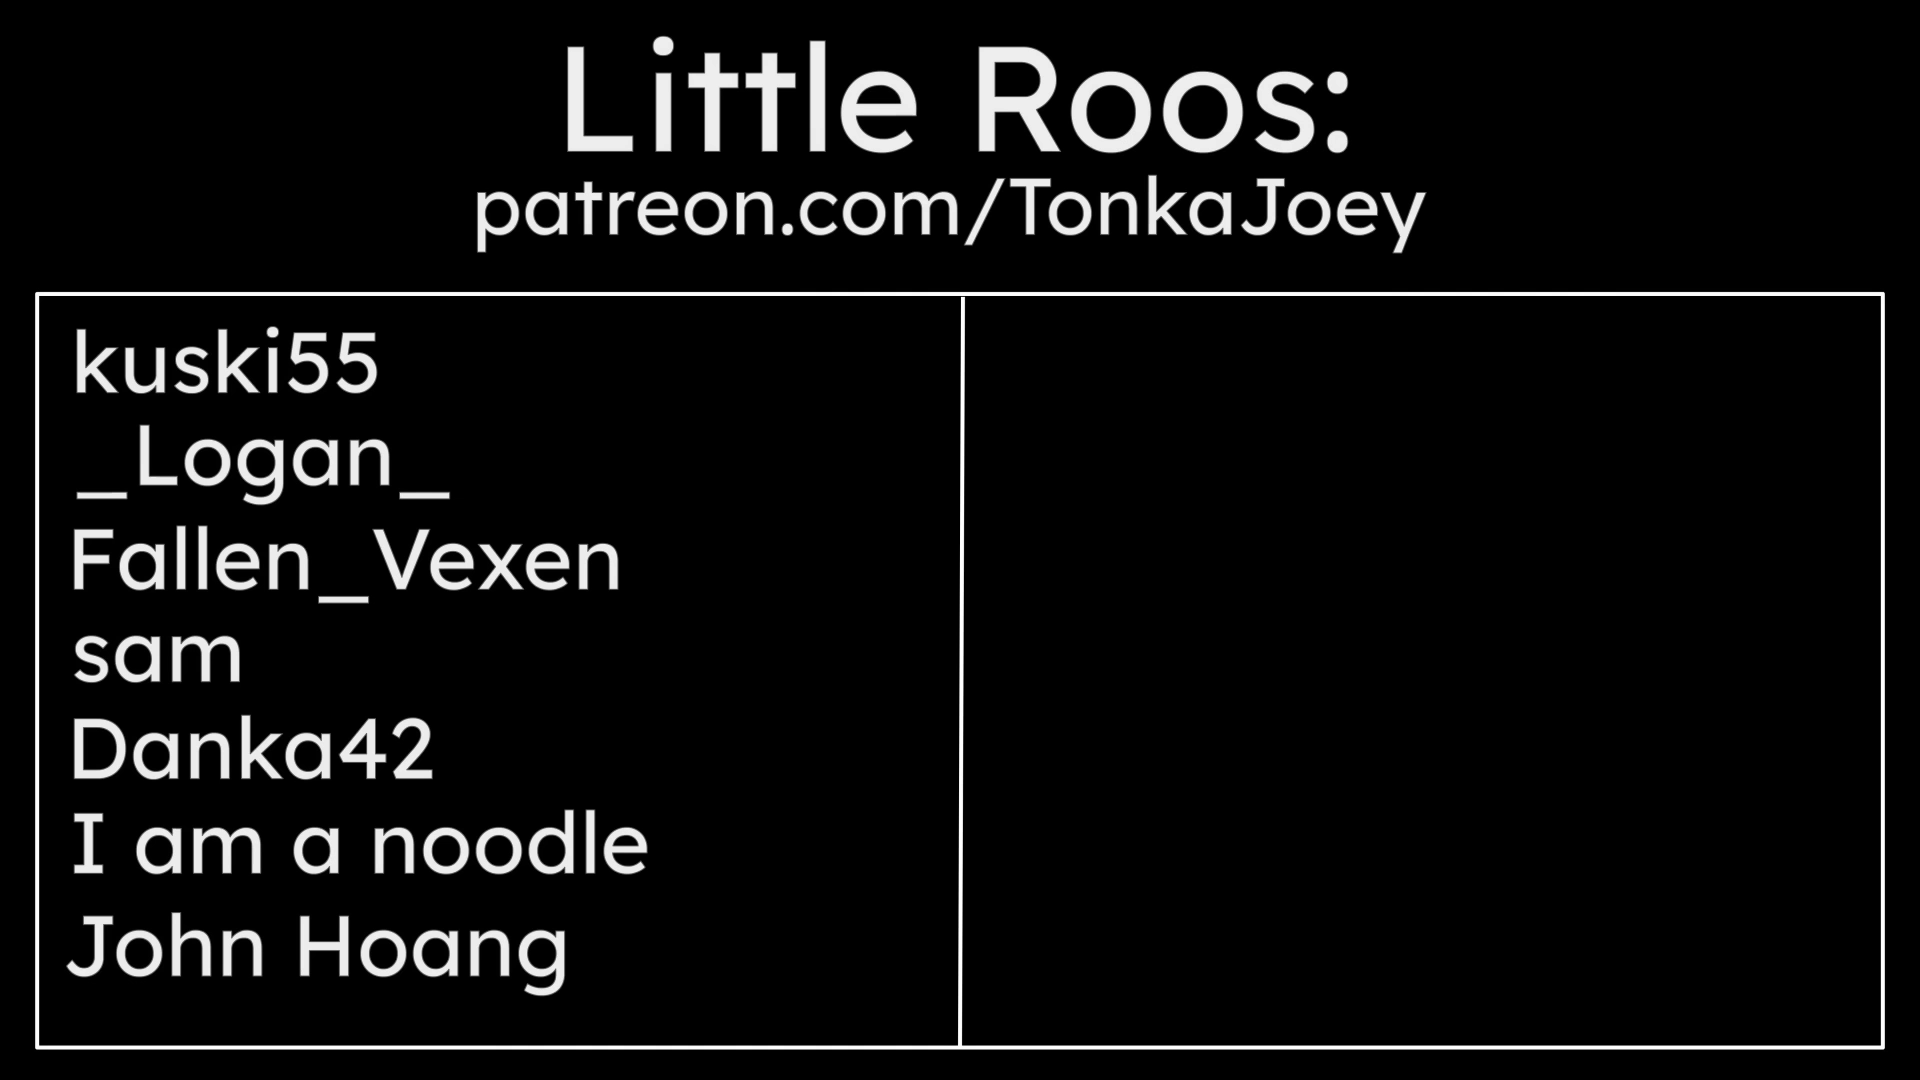 Little Roos:
patreon.com/TonkaJoey
kuski55
_Logan_
Fallen_Vexen
sam
Danka42
I am a noodle
John Hoang